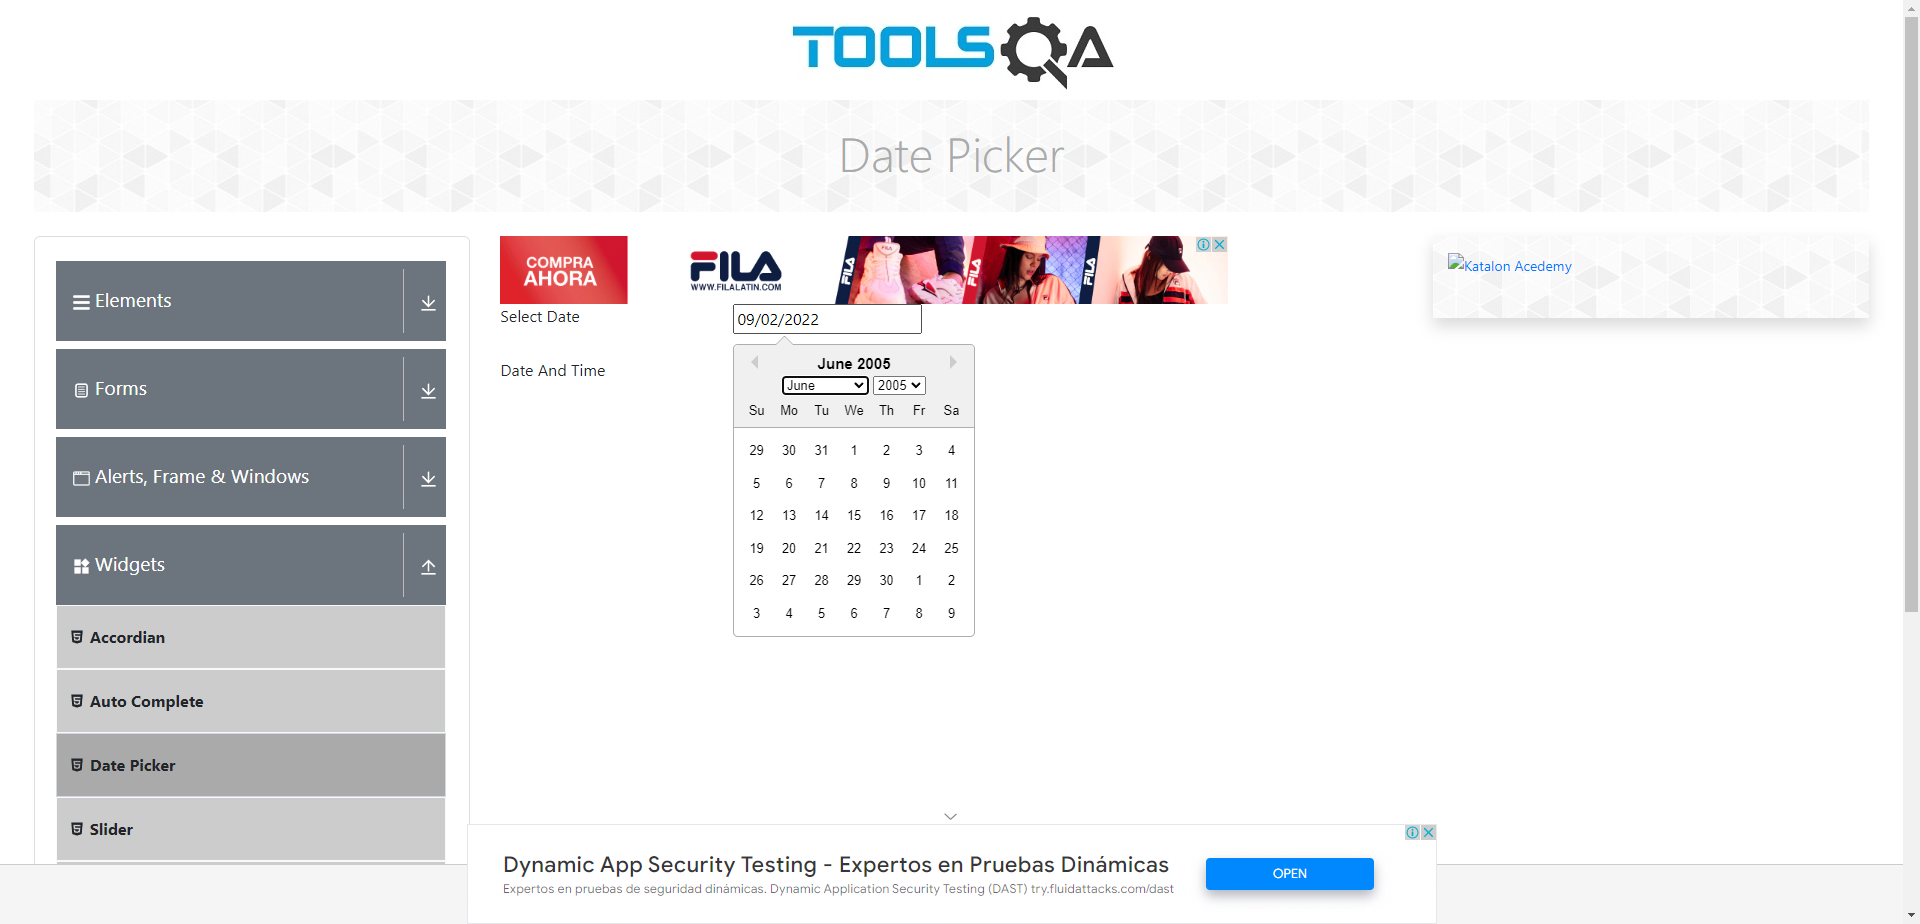 TOOLSQA
Date Picker
Elements
Forms
Alerts, Frame & Windows
Widgets
Accordian
Auto Complete
Date Picker
Slider
COMPRA
AHORA
FILA
WWW.FILALATIN.COM
FILA
FILA
FILA
Select Date
09/02/2022
Date And Time
June 2005
June 2005
Su Mo Tu We Th Fr Sa
29 30 31 1 2 3 4
5 6 7 8 9 10 11
12 13 14 15 16 17 18
19 20 21 22 23 24 25
26 27 28 29 30 1 2
3 4 5 6 7 8 9
Katalon Acedemy
Dynamic App Security Testing - Expertos en Pruebas Dinámicas
Expertos en pruebas de seguridad dinámicas. Dynamic Application Security Testing (DAST) try.fluidattacks.com/dast
OPEN